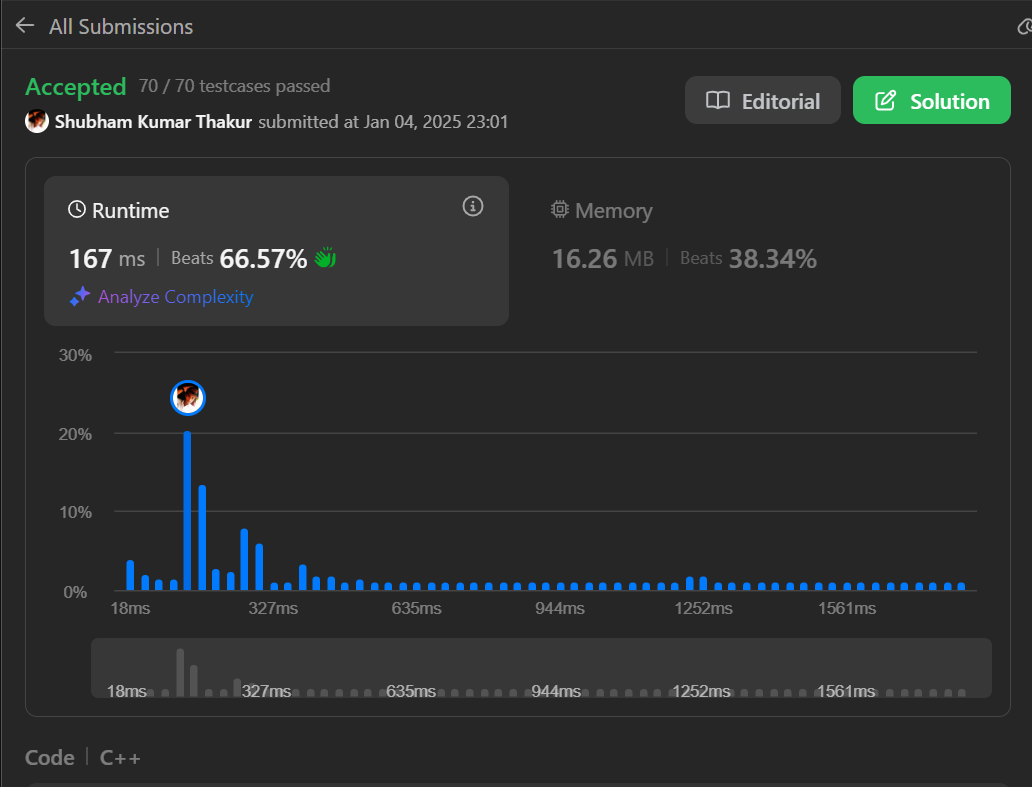 All Submissions
Accepted 70 / 70 testcases passed
Shubham Kumar Thakur submitted at Jan 04, 2025 23:01
Editorial
Solution
Runtime
167 ms | Beats 66.57%
Analyze Complexity
Memory
16.26 MB | Beats 38.34%
30%
20%
10%
0%
18ms 327ms 635ms 944ms 1252ms 1561ms
18ms 327ms 635ms 944ms 1252ms 1561ms
Code | C++